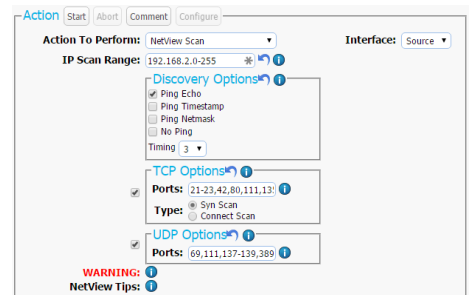 Action Start Abort Comment Configure
Action To Perform: NetView Scan Interface: Source
IP Scan Range: 192.168.2.0-255
Discovery Options
Ping Echo
Ping Timestamp
Ping Netmask
No Ping
Timing 3
TCP Options
Ports: 21-23,42,80,111,13
Type: Syn Scan
Connect Scan
UDP Options
Ports: 69,111,137-139,389
WARNING:
NetView Tips: